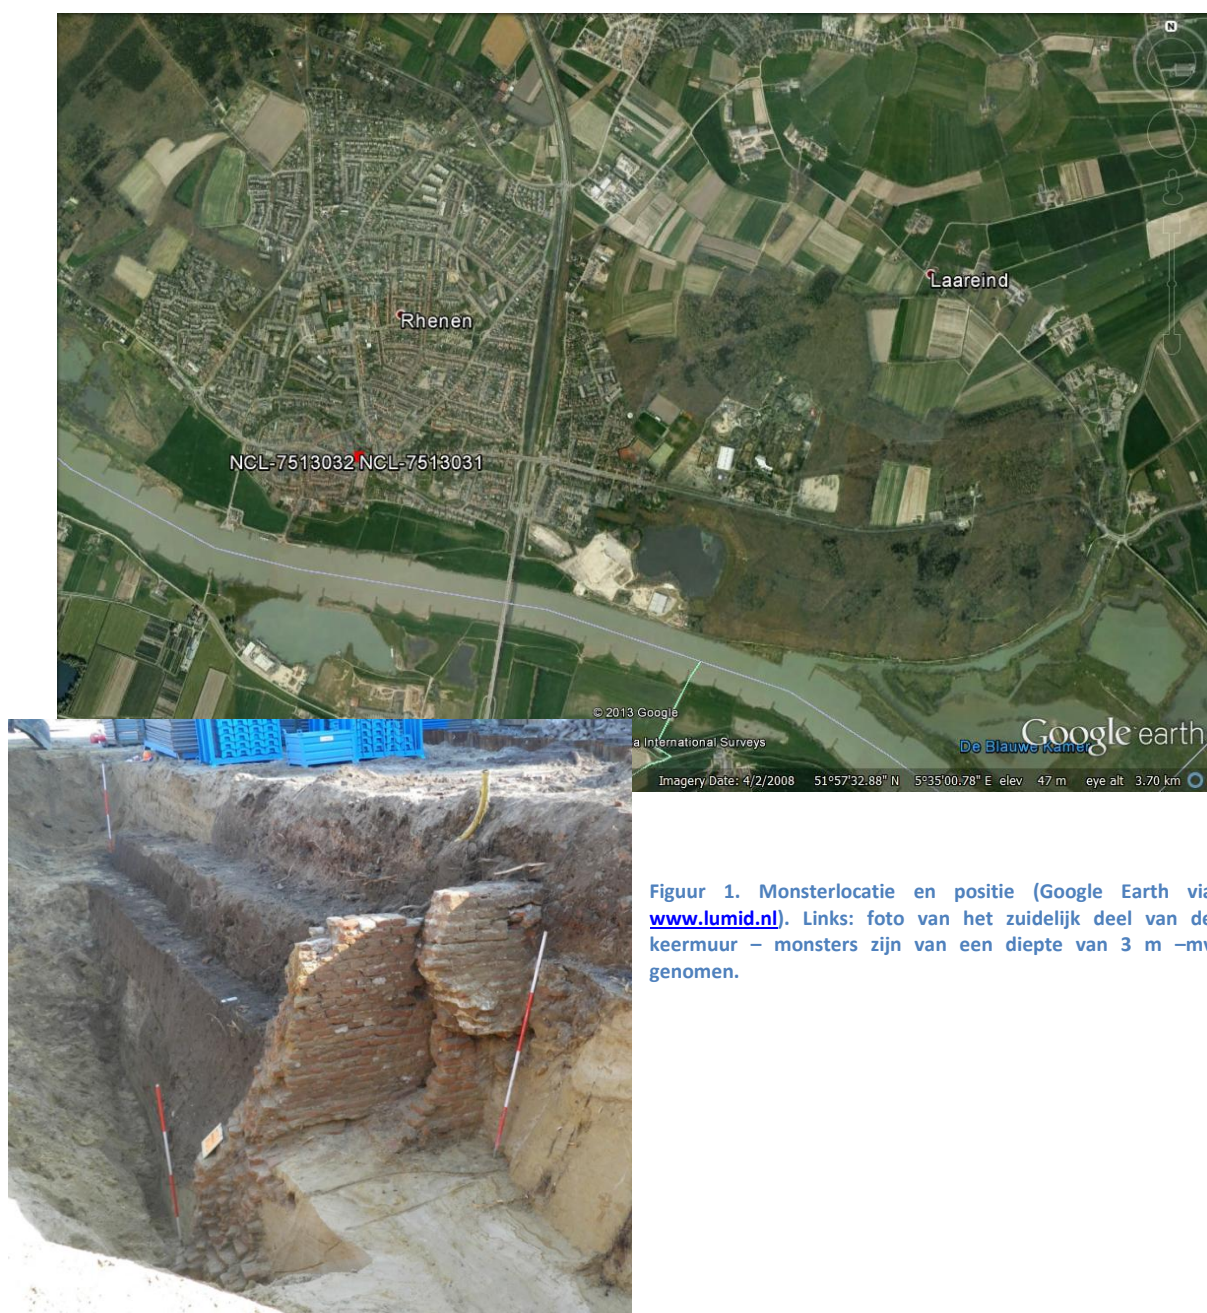 N
Laareind
Rhenen
NCL-7513032 NCL-7513031
© 2013 Google
a International Surveys
De Blauwe Kamer
Google earth
Imagery Date: 4/2/2008 51°57'32.88" N 5°35'00.78" E elev 47 m eye alt 3.70 km
Figuur 1. Monsterlocatie en positie (Google Earth via
www.lumid.nl). Links: foto van het zuidelijk deel van de
keermuur – monsters zijn van een diepte van 3 m –mv
genomen.